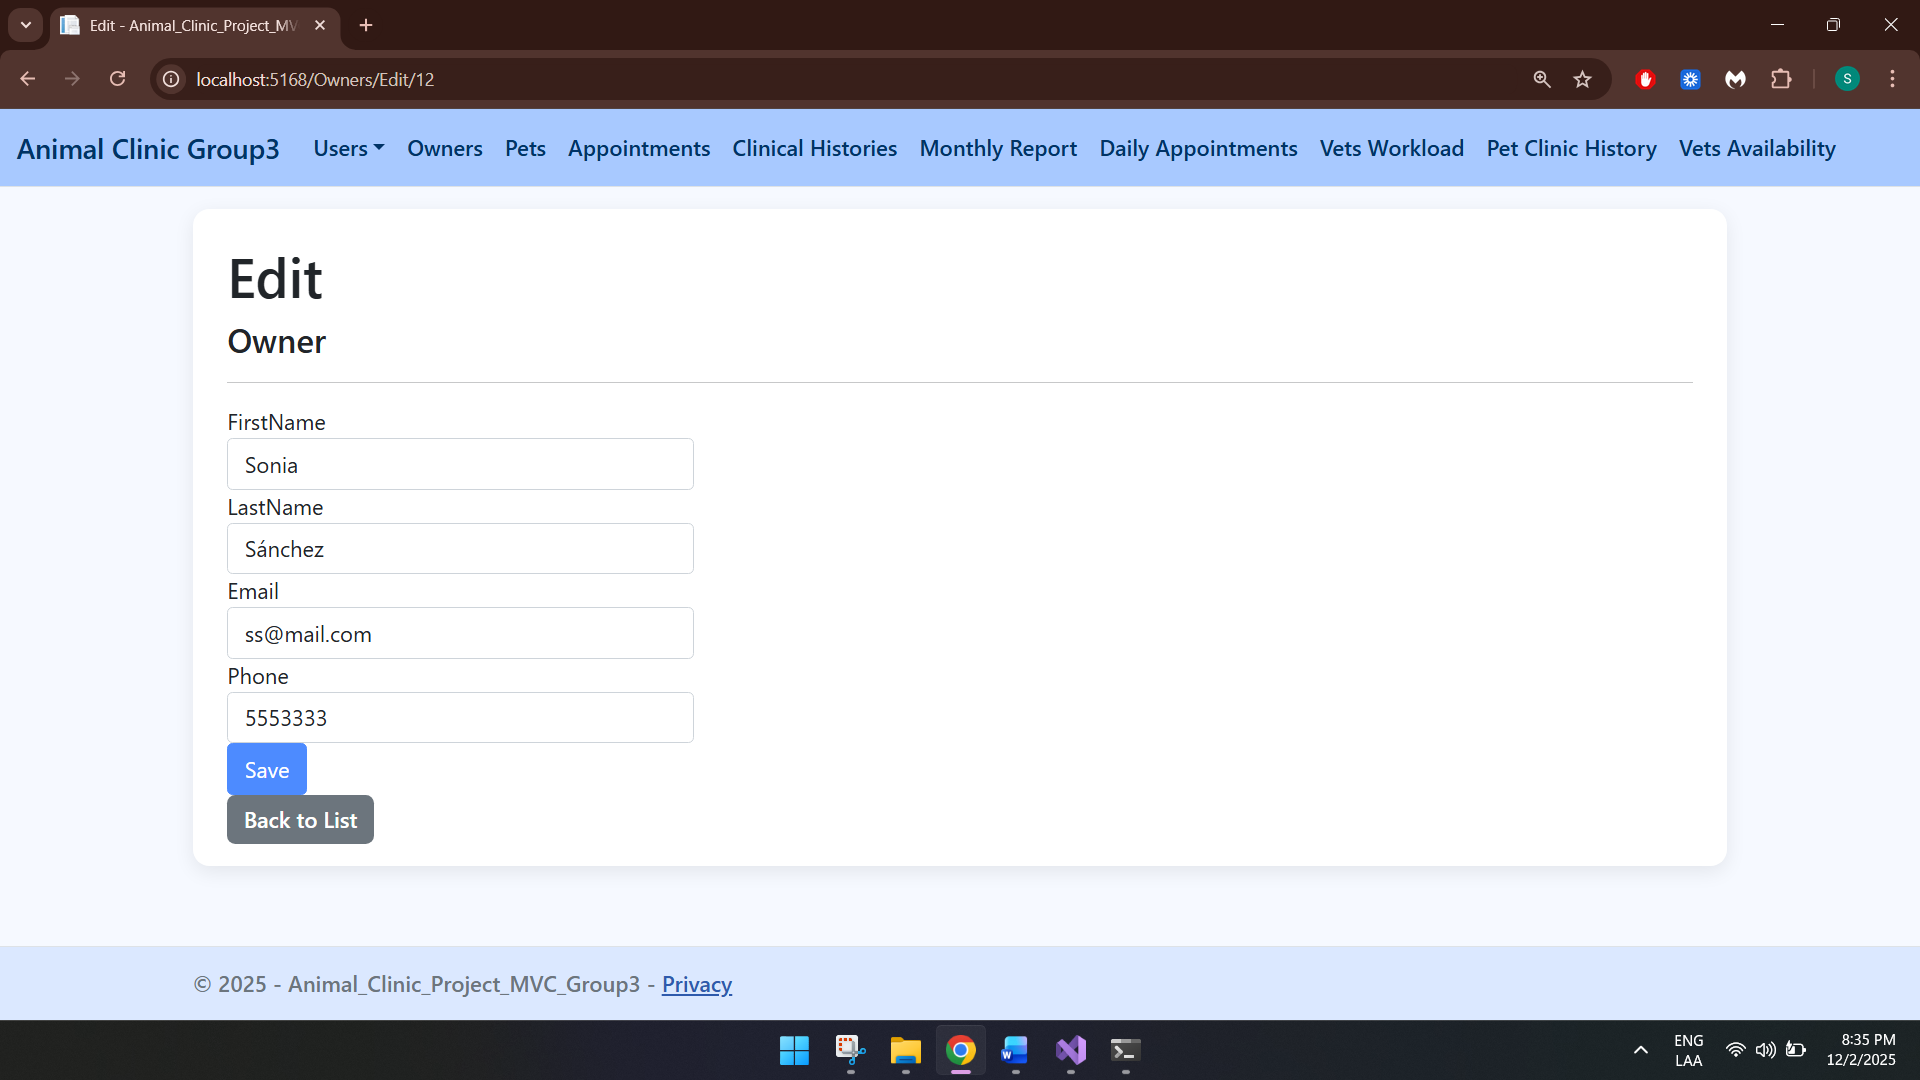 Edit - Animal_Clinic_Project_MV
localhost:5168/Owners/Edit/12
S
Animal Clinic Group3 Users Owners Pets Appointments Clinical Histories Monthly Report Daily Appointments Vets Workload Pet Clinic History Vets Availability
Edit
Owner
FirstName
Sonia
LastName
Sánchez
Email
ss@mail.com
Phone
5553333
Save
Back to List
© 2025 - Animal_Clinic_Project_MVC_Group3 - Privacy
ENG
LAA
8:35 PM
12/2/2025